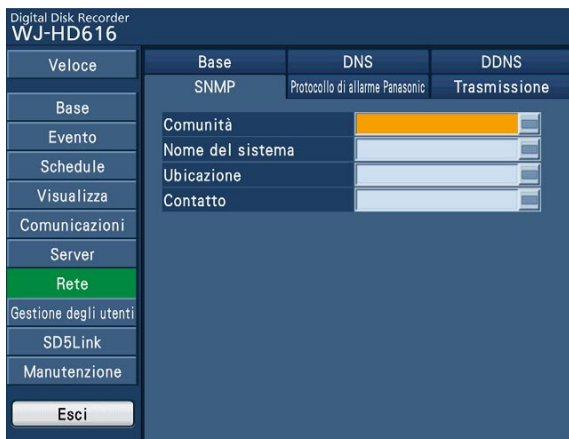 Digital Disk Recorder
WJ-HD616
Veloce
Base
Evento
Schedule
Visualizza
Comunicazioni
Server
Rete
Gestione degli utenti
SD5Link
Manutenzione
Esci
Base DNS DDNS
SNMP Protocollo di allarme Panasonic Trasmissione
Comunità
Nome del sistema
Ubicazione
Contatto